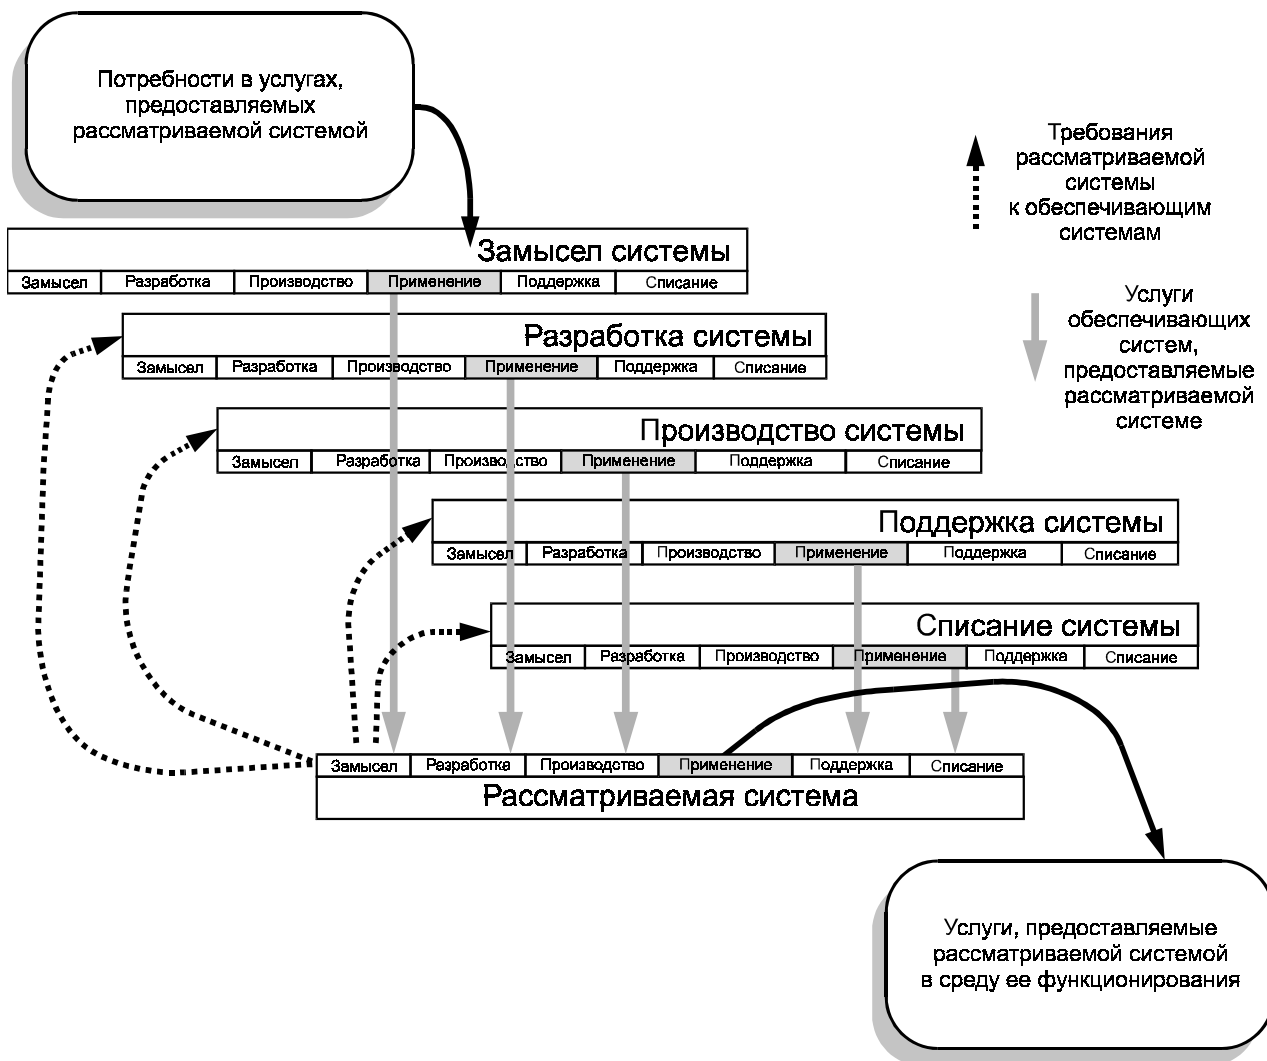 Потребности в услугах,
предоставляемых
рассматриваемой системой
Требования
рассматриваемой
системы
к обеспечивающим
системам
Замысел системы
Замысел Разработка Производство Применение Поддержка Списание
Услуги
обеспечивающих
систем,
предоставляемые
рассматриваемой
системе
Разработка системы
Замысел Разработка Производство Применение Поддержка Списание
Производство системы
Замысел Разработка Производство Применение Поддержка Списание
Поддержка системы
Замысел Разработка Производство Применение Поддержка Списание
Списание системы
Замысел Разработка Производство Применение Поддержка Списание
Замысел Разработка Производство Применение Поддержка Списание
Рассматриваемая система
Услуги, предоставляемые
рассматриваемой системой
в среду ее функционирования